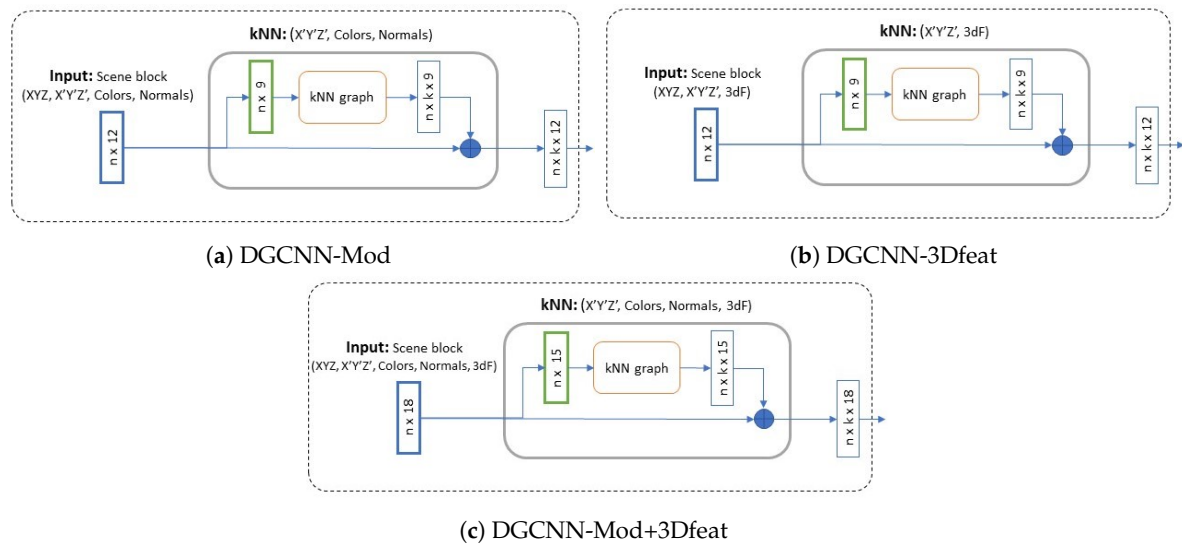 kNN: (X'Y'Z', Colors, Normals)
Input: Scene block
(XYZ, X'Y'Z', Colors, Normals)
n x 12
n x 9
kNN graph
n x k x 9
n x k x 12
(a) DGCNN-Mod
kNN: (X'Y'Z', 3dF)
Input: Scene block
(XYZ, X'Y'Z', 3dF)
n x 12
n x 9
kNN graph
n x k x 9
n x k x 12
(b) DGCNN-3Dfeat
kNN: (X'Y'Z', Colors, Normals, 3dF)
Input: Scene block
(XYZ, X'Y'Z', Colors, Normals, 3dF)
n x 18
n x 15
kNN graph
n x k x 15
n x k x 18
(c) DGCNN-Mod+3Dfeat